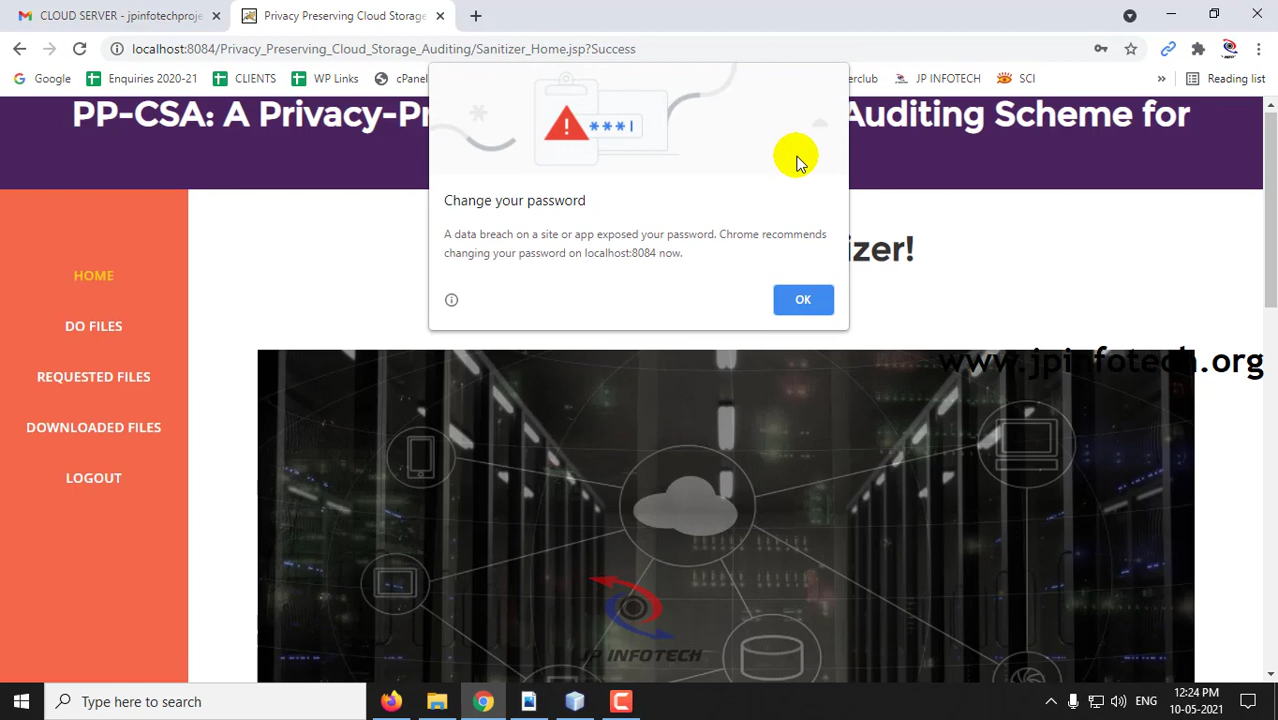 CLOUD SERVER - jpinfotechproje
Privacy Preserving Cloud Storage
localhost:8084/Privacy_Preserving_Cloud_Storage_Auditing/Sanitizer_Home.jsp?Success
Google
Enquiries 2020-21
CLIENTS
WP Links
cPanel
erclub
JP INFOTECH
SCI
»
Reading list
PP-CSA: A Privacy-Pr
Auditing Scheme for
***
Change your password
A data breach on a site or app exposed your password. Chrome recommends
changing your password on localhost:8084 now.
OK
izer!
HOME
DO FILES
REQUESTED FILES
DOWNLOADED FILES
LOGOUT
www.jpinfotech.org
JP INFOTECH
Type here to search
ENG
12:24 PM
10-05-2021